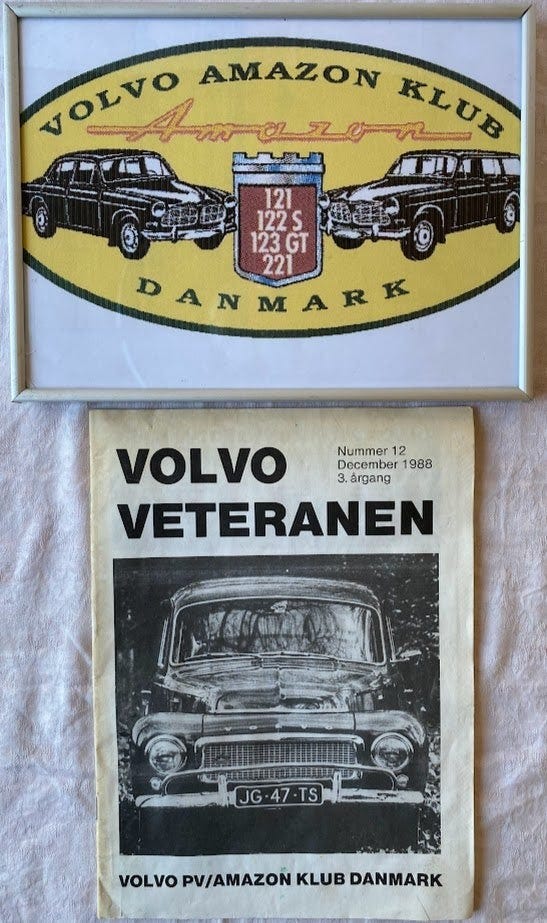 VOLVO AMAZON KLUB
Amazon
121
122 S
123 GT
221
DANMARK
VOLVO
VETERANEN
Nummer 12
December 1988
3. årgang
VOLVO
JG-47-TS
VOLVO PV/AMAZON KLUB DANMARK